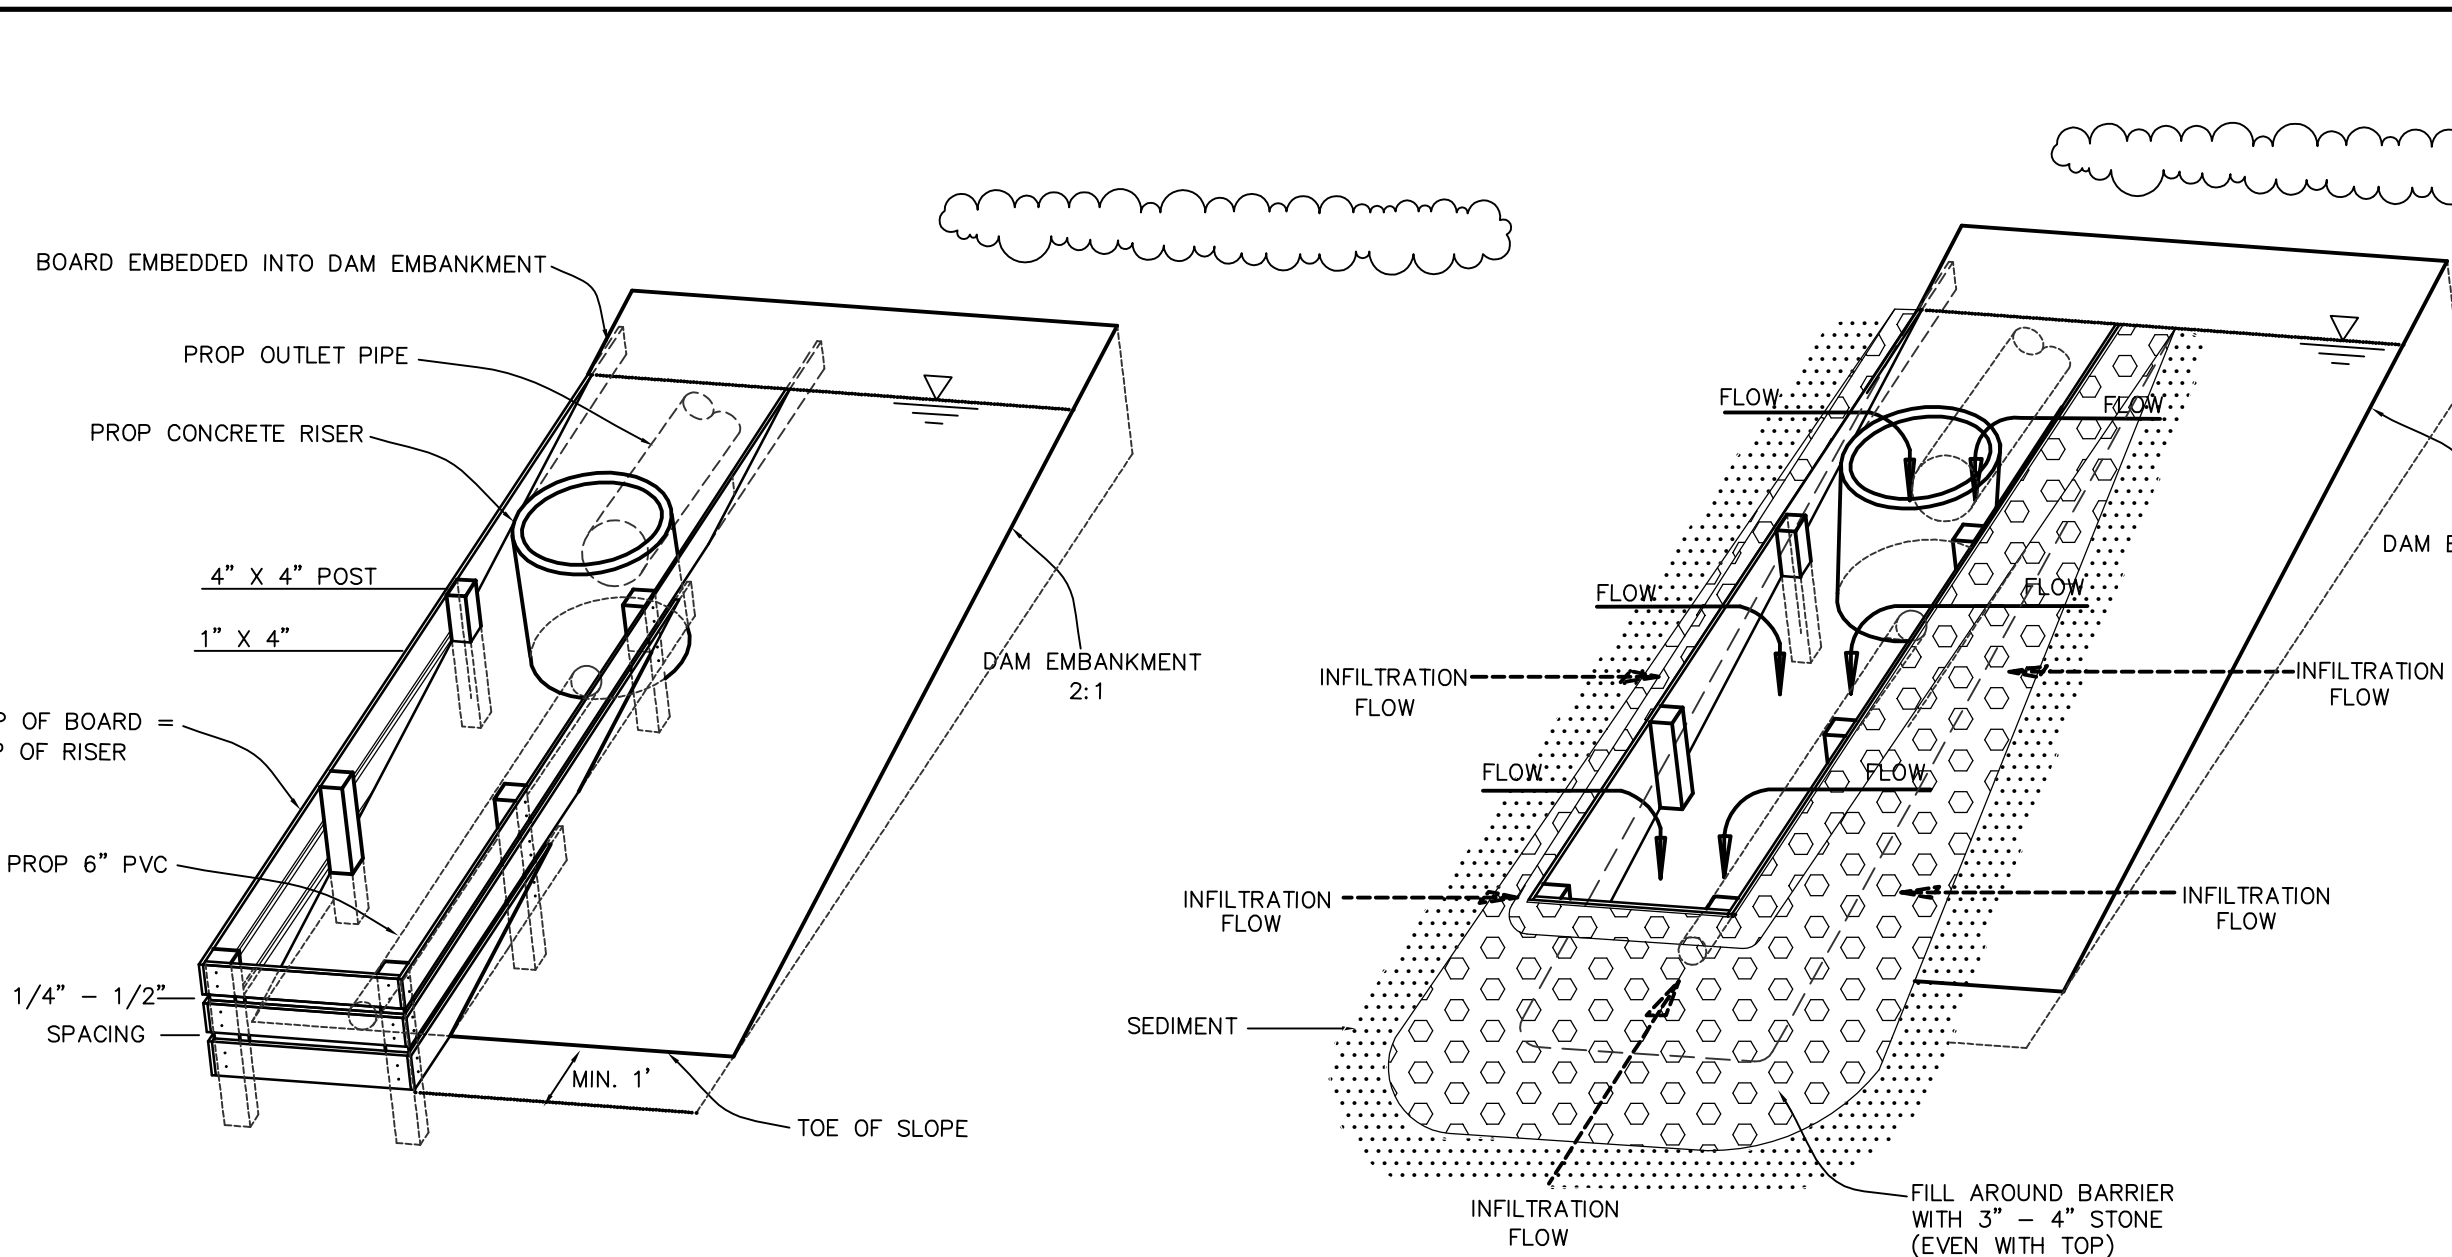 BOARD EMBEDDED INTO DAM EMBANKMENT
PROP OUTLET PIPE
PROP CONCRETE RISER
4" X 4" POST
1" X 4"
P OF BOARD =
P OF RISER
PROP 6" PVC
1/4" – 1/2"
SPACING
MIN. 1'
TOE OF SLOPE
DAM EMBANKMENT
2:1
FLOW
FLOW
FLOW
FLOW
FLOW
FLOW
INFILTRATION
FLOW
INFILTRATION
FLOW
INFILTRATION
FLOW
INFILTRATION
FLOW
SEDIMENT
INFILTRATION
FLOW
DAM E
FILL AROUND BARRIER
WITH 3" – 4" STONE
(EVEN WITH TOP)